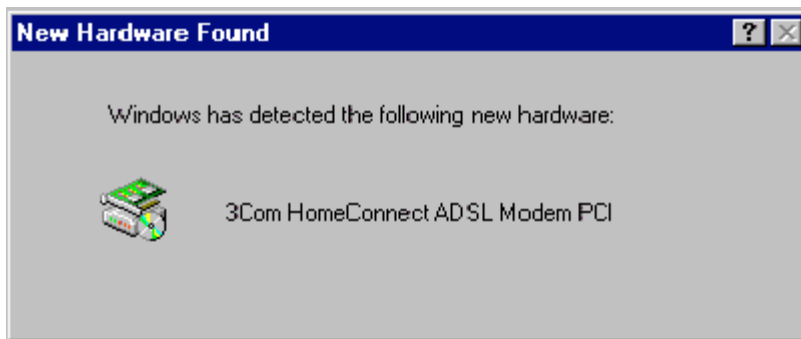 New Hardware Found
Windows has detected the following new hardware:
3Com HomeConnect ADSL Modem PCI